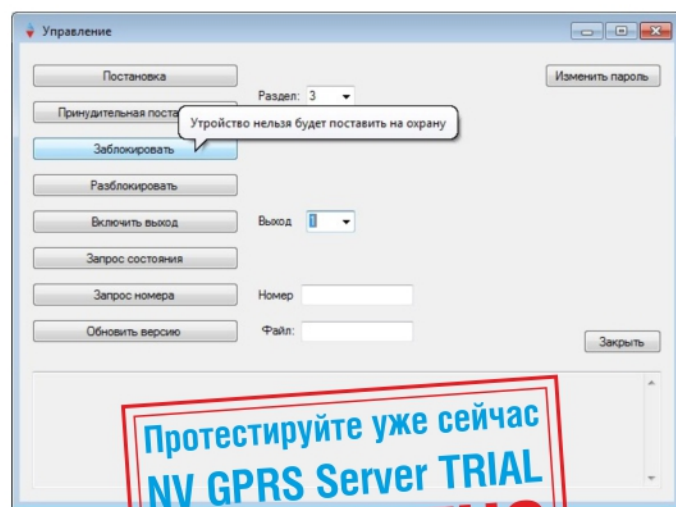 Управление
Постановка
Изменить пароль
Раздел: 3
Принудительная поста
Утройство нельзя будет поставить на охрану
Заблокировать
Разблокировать
Включить выход
Выход 1
Запрос состояния
Запрос номера
Номер
Обновить версию
Файл:
Закрыть
Протестируйте уже сейчас
NV GPRS Server TRIAL